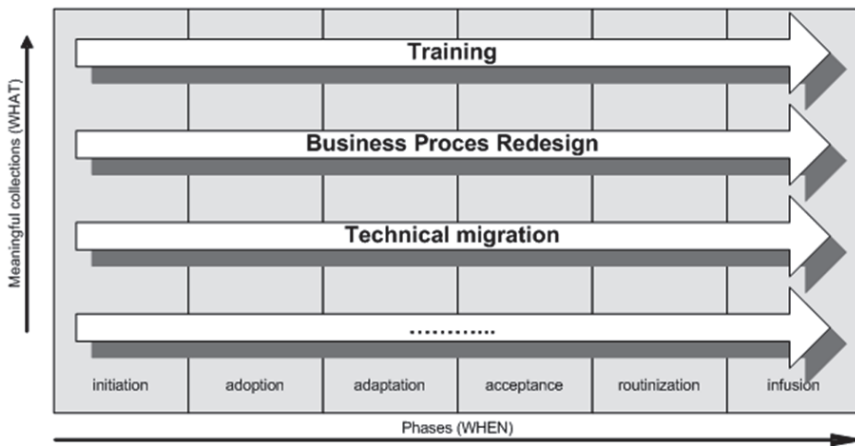 Training
Business Proces Redesign
Technical migration
............
Meaningful collections (WHAT)
initiation
adoption
adaptation
acceptance
routinization
infusion
Phases (WHEN)